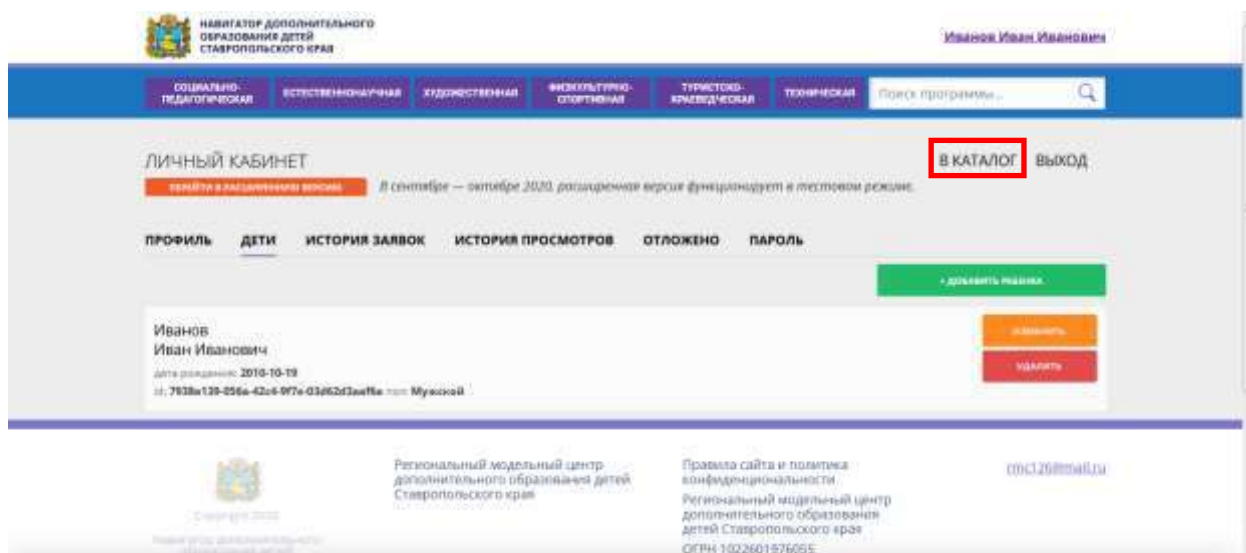 НАВИГАТОР ДОПОЛНИТЕЛЬНОГО
ОБРАЗОВАНИЯ ДЕТЕЙ
СТАВРОПОЛЬСКОГО КРАЯ
Иванов Иван Иванович
СОЦИАЛЬНО-
ПЕДАГОГИЧЕСКАЯ
ЕСТЕСТВЕННОНАУЧНАЯ
ХУДОЖЕСТВЕННАЯ
ФИЗКУЛЬТУРНО-
СПОРТИВНАЯ
ТУРИСТСКО-
КРАЕВЕДЧЕСКАЯ
ТЕХНИЧЕСКАЯ
Поиск программы...
ЛИЧНЫЙ КАБИНЕТ
В КАТАЛОГ ВЫХОД
ПЕРЕЙТИ В РАСШИРЕННУЮ ВЕРСИЮ
В сентябре — октябре 2020, расширенная версия функционирует в тестовом режиме.
ПРОФИЛЬ ДЕТИ ИСТОРИЯ ЗАЯВОК ИСТОРИЯ ПРОСМОТРОВ ОТЛОЖЕНО ПАРОЛЬ
+ ДОБАВИТЬ РЕБЕНКА
Иванов
Иван Иванович
ИЗМЕНИТЬ
УДАЛИТЬ
дата рождения: 2010-10-19
id: пол: Мужской
Региональный модельный центр
дополнительного образования детей
Ставропольского края
Правила сайта и политика
конфиденциальности
Региональный модельный центр
дополнительного образования
детей Ставропольского края
ОГРН 1022601976055
rmc126@mail.ru
Copyright 2020